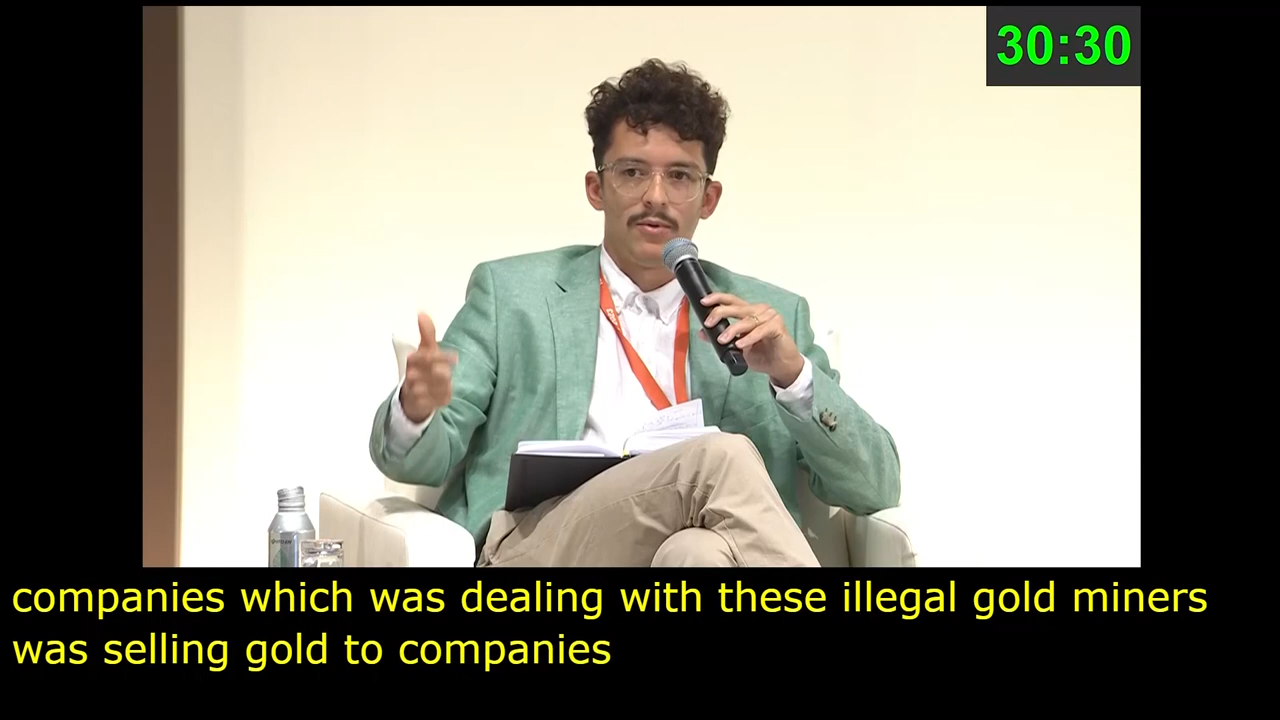 30:30
companies which was dealing with these illegal gold miners
was selling gold to companies